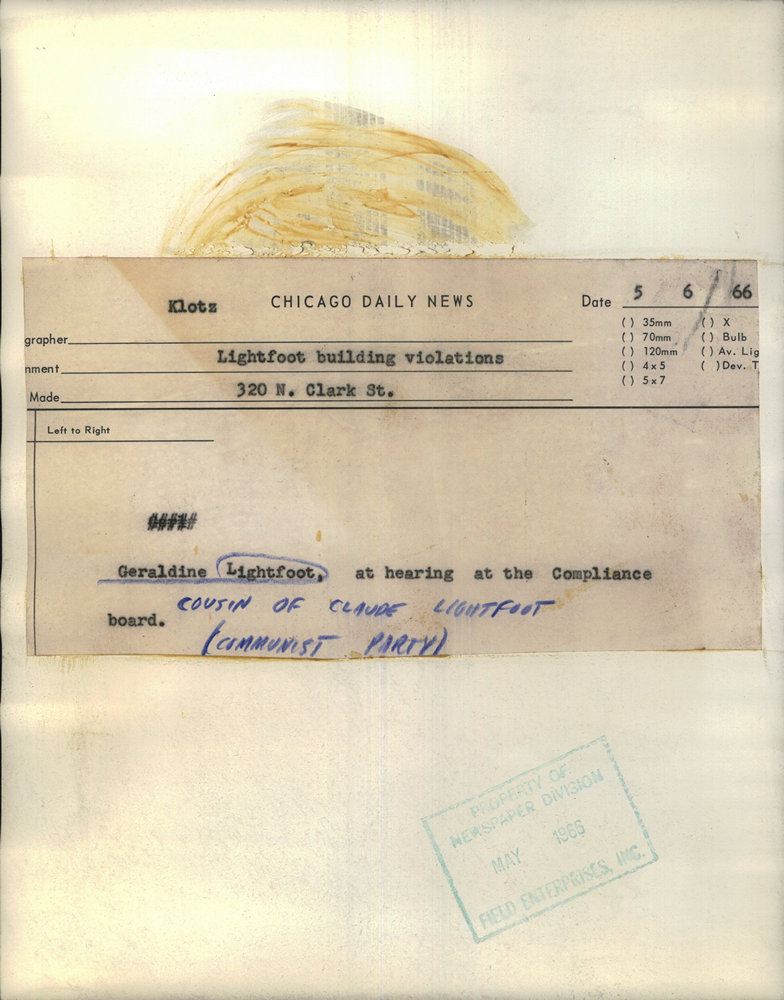 Klotz CHICAGO DAILY NEWS Date 5 6 66
( ) 35mm ( ) X
grapher ( ) 70mm ( ) Bulb
Lightfoot building violations ( ) 120mm ( ) Av. Lig
nment ( ) 4x5 ( ) Dev. T
( ) 5x7
Made 320 N. Clark St.
Left to Right
Geraldine Lightfoot, at hearing at the Compliance
COUSIN OF CLAUDE LIGHTFOOT
board.
(COMMUNIST PARTY)
PROPERTY OF
NEWSPAPER DIVISION
MAY 1966
FIELD ENTERPRISES, INC.